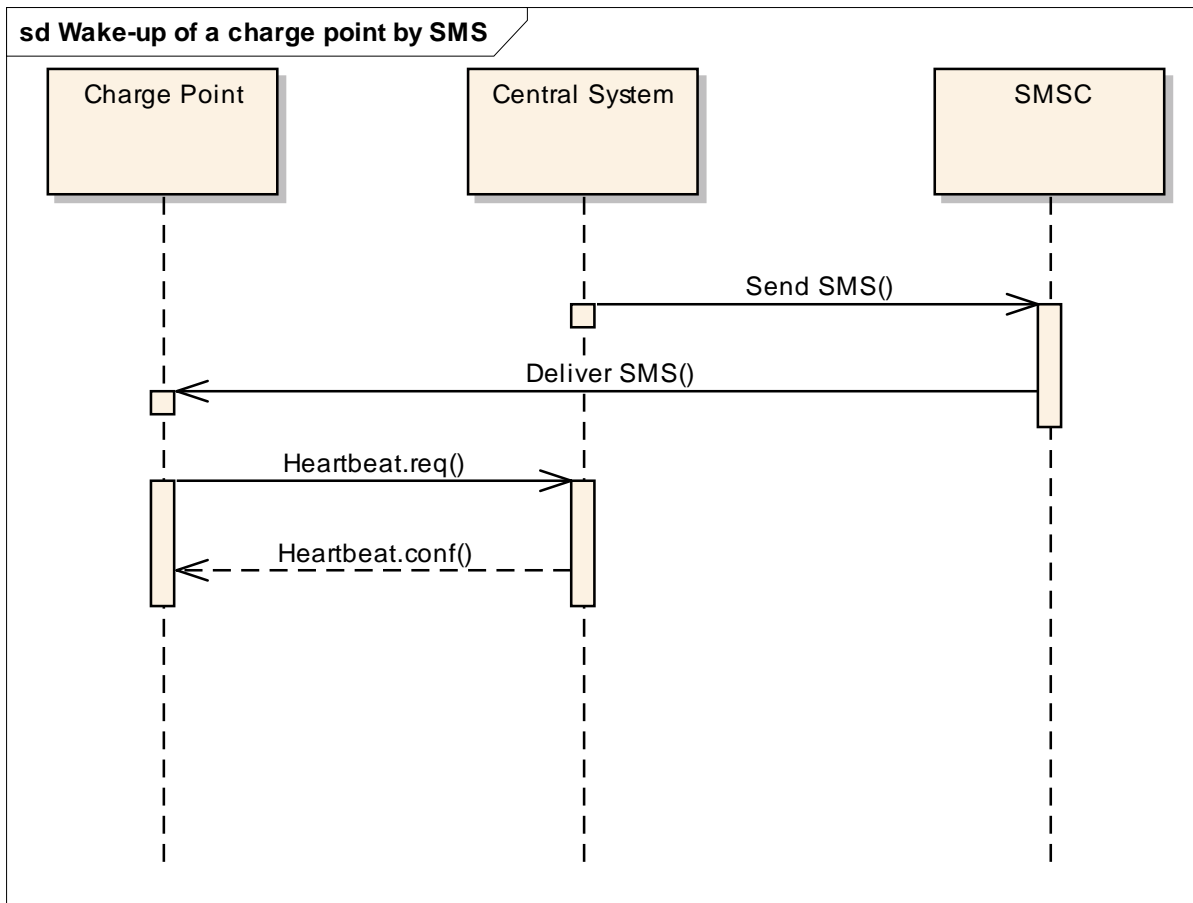 sd Wake-up of a charge point by SMS
Charge Point
Central System
SMSC
Send SMS()
Deliver SMS()
Heartbeat.req()
Heartbeat.conf()